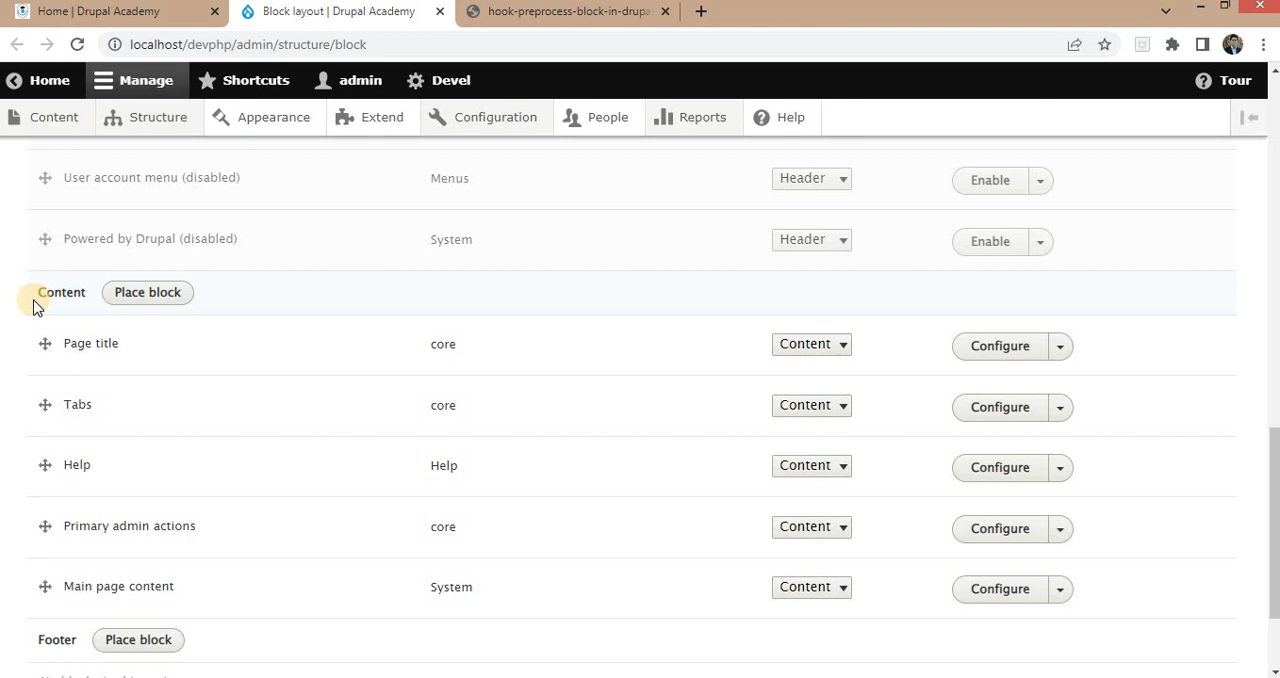 Home | Drupal Academy
Block layout | Drupal Academy
hook-preprocess-block-in-drupa
localhost/devphp/admin/structure/block
Home Manage Shortcuts admin Devel Tour
Content Structure Appearance Extend Configuration People Reports Help
User account menu (disabled) Menus Header Enable
Powered by Drupal (disabled) System Header Enable
Content Place block
Page title core Content Configure
Tabs core Content Configure
Help Help Content Configure
Primary admin actions core Content Configure
Main page content System Content Configure
Footer Place block